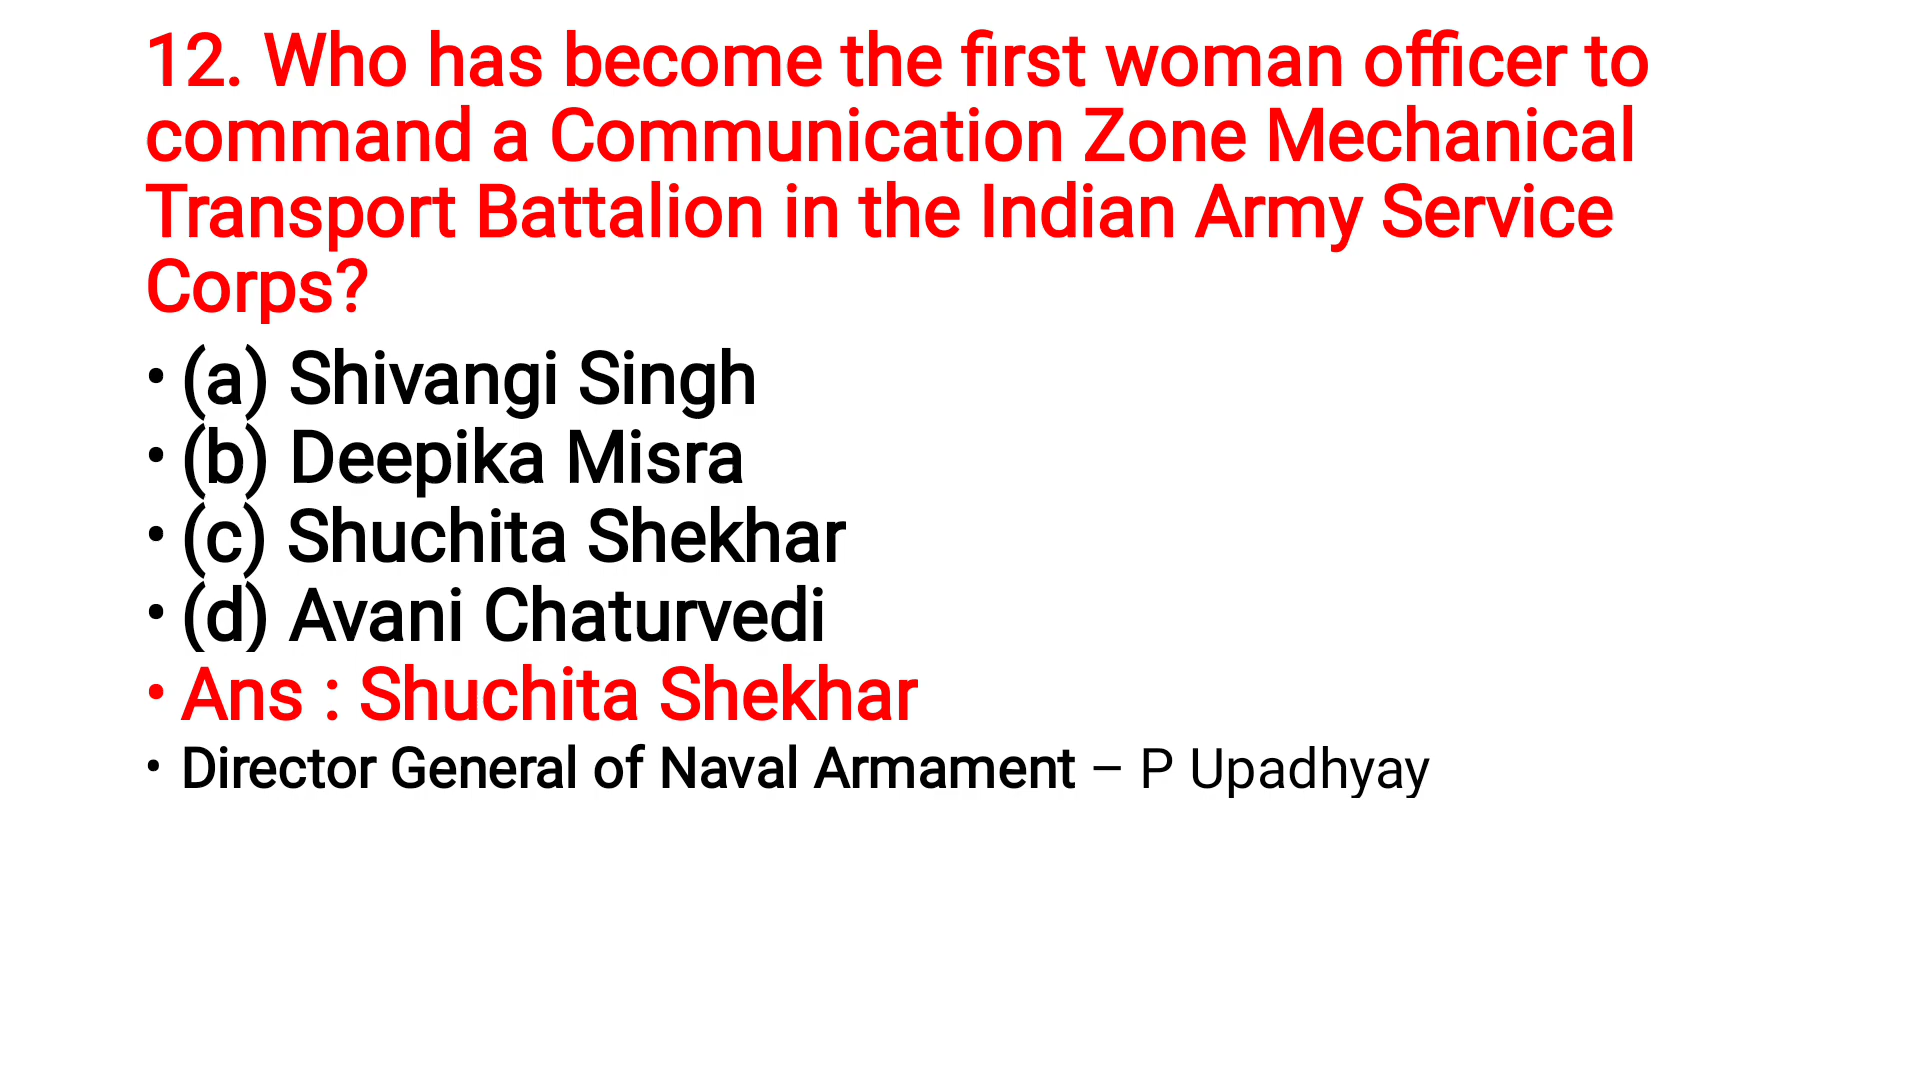 12. Who has become the first woman officer to
command a Communication Zone Mechanical
Transport Battalion in the Indian Army Service
Corps?
• (a) Shivangi Singh
• (b) Deepika Misra
• (c) Shuchita Shekhar
• (d) Avani Chaturvedi
• Ans : Shuchita Shekhar
• Director General of Naval Armament – P Upadhyay